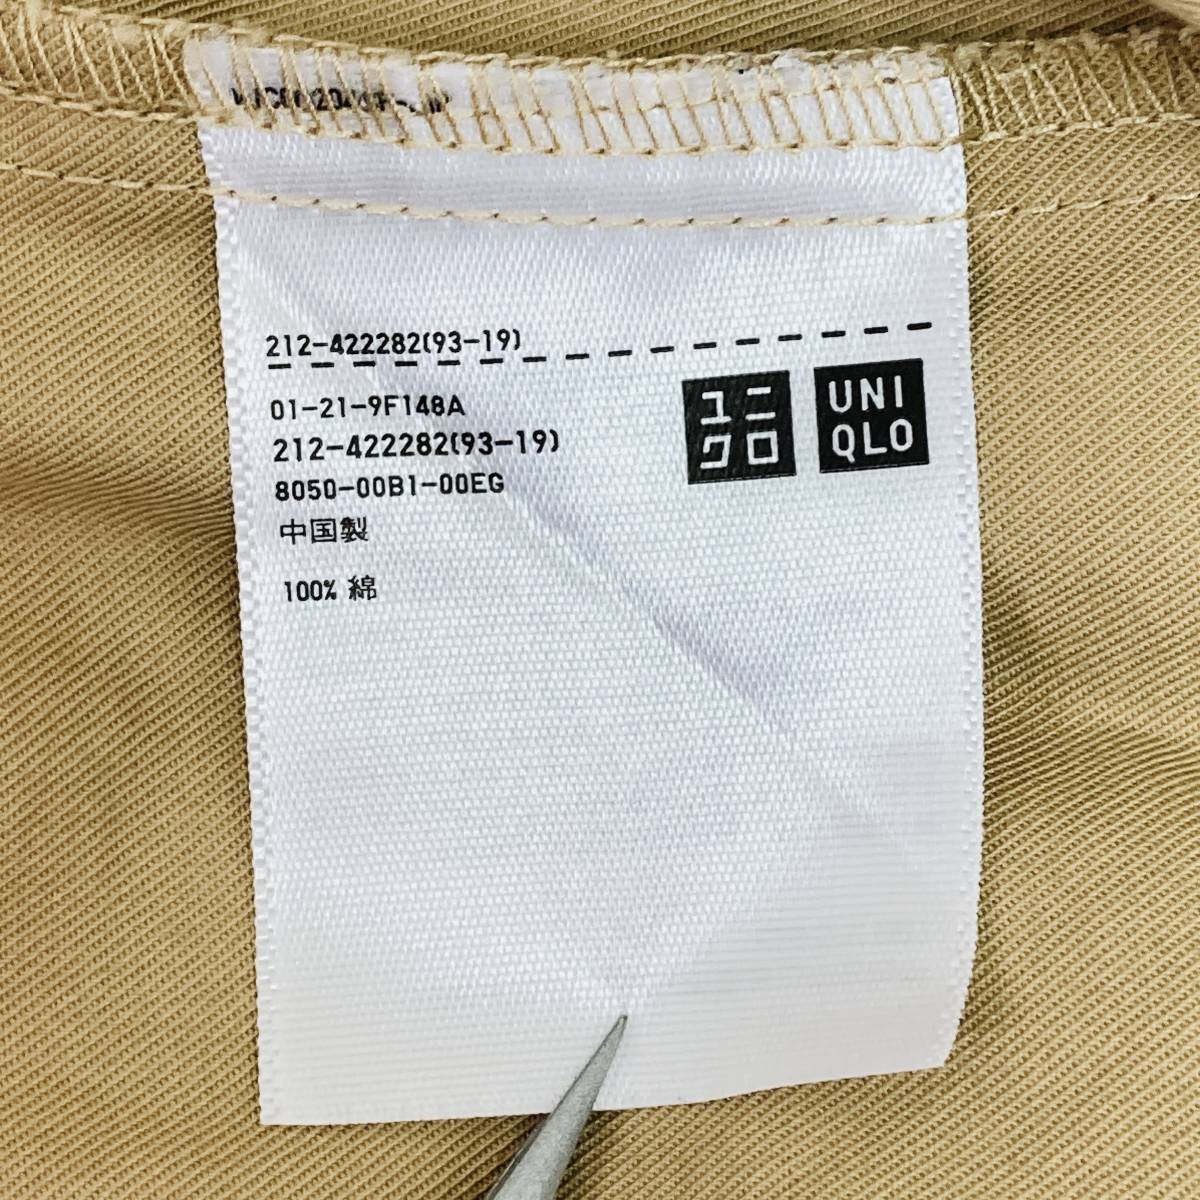 212-422282(93-19)
01-21-9F148A
212-422282(93-19)
8050-00B1-00EG
中国製
100% 綿
ユニ
クロ
UNI
QLO